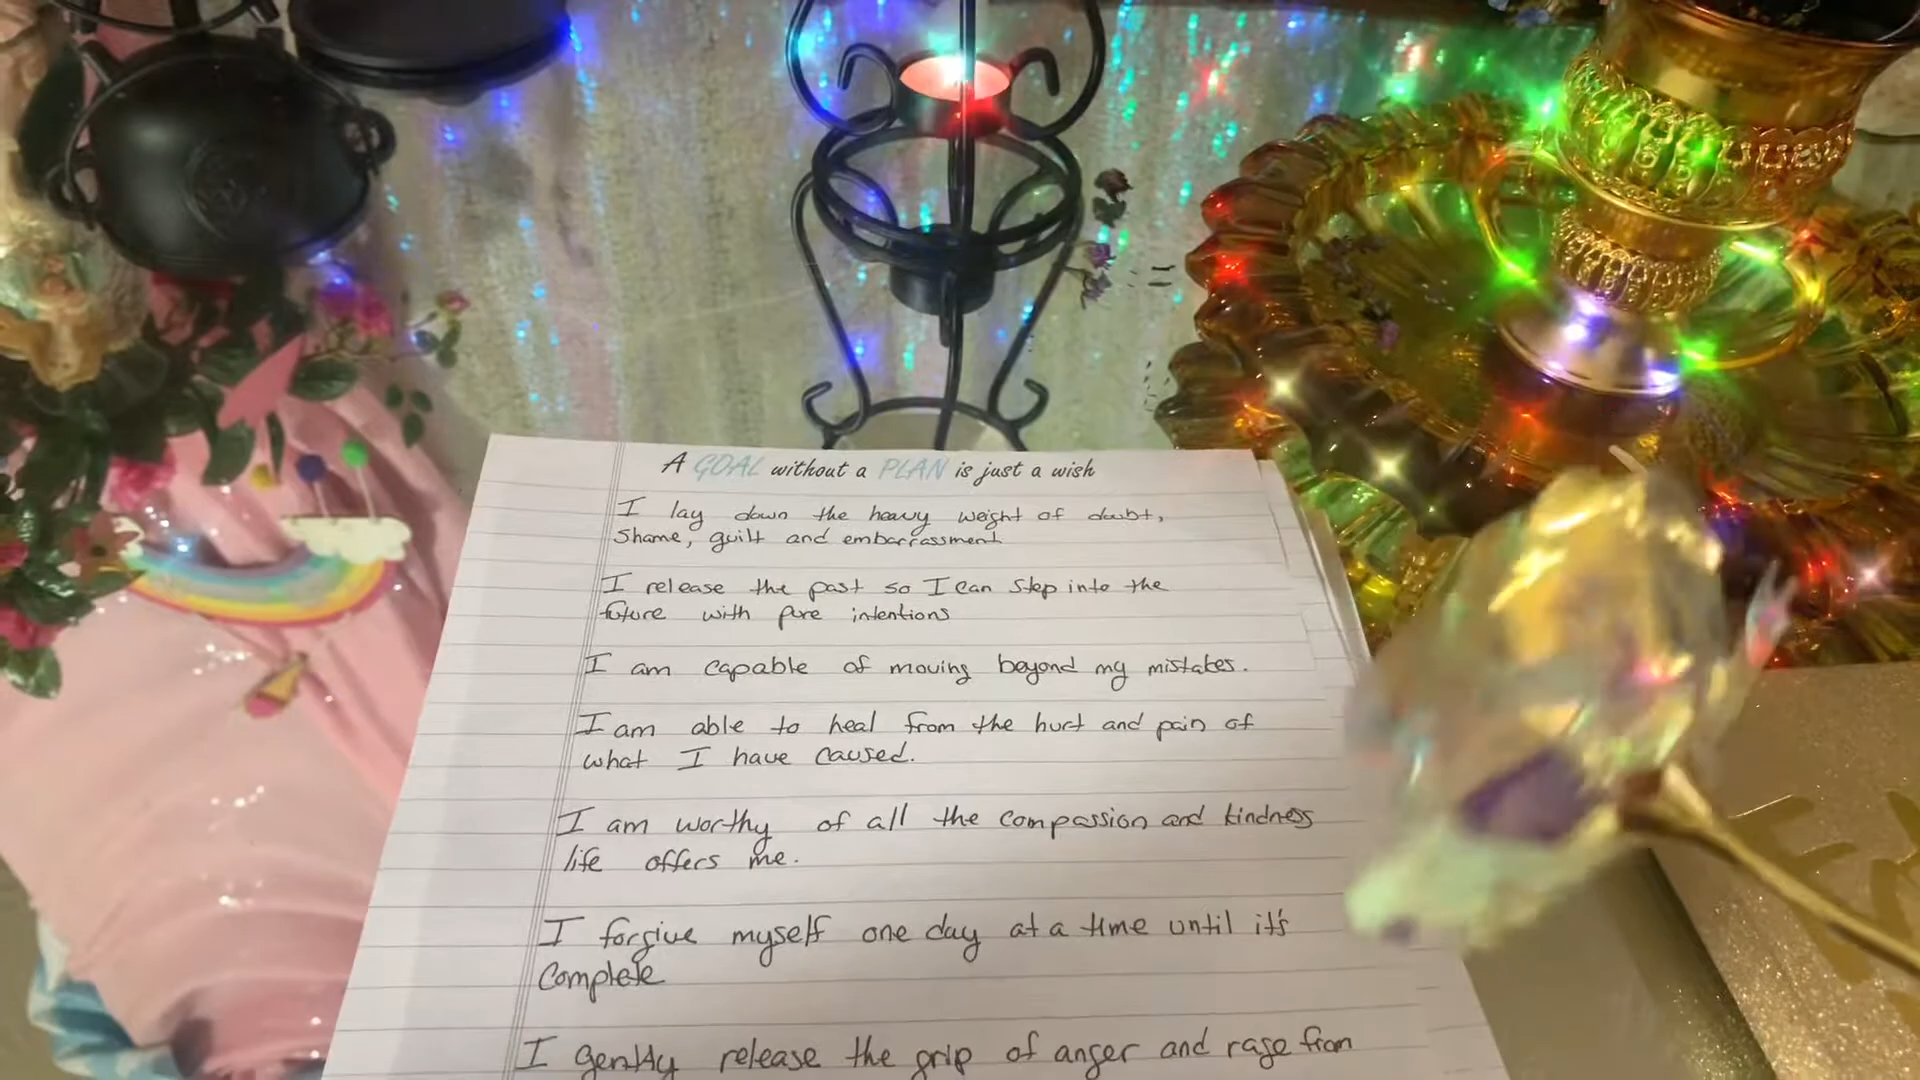 A GOAL without a PLAN is just a wish
I lay down the heavy weight of doubt,
Shame, guilt and embarrassment
I release the past so I can step into the
future with pure intentions
I am capable of moving beyond my mistakes.
I am able to heal from the hurt and pain of
what I have caused.
I am worthy of all the compassion and kindness
life offers me.
I forgive myself one day at a time until it's
Complete
I gently release the grip of anger and rage from